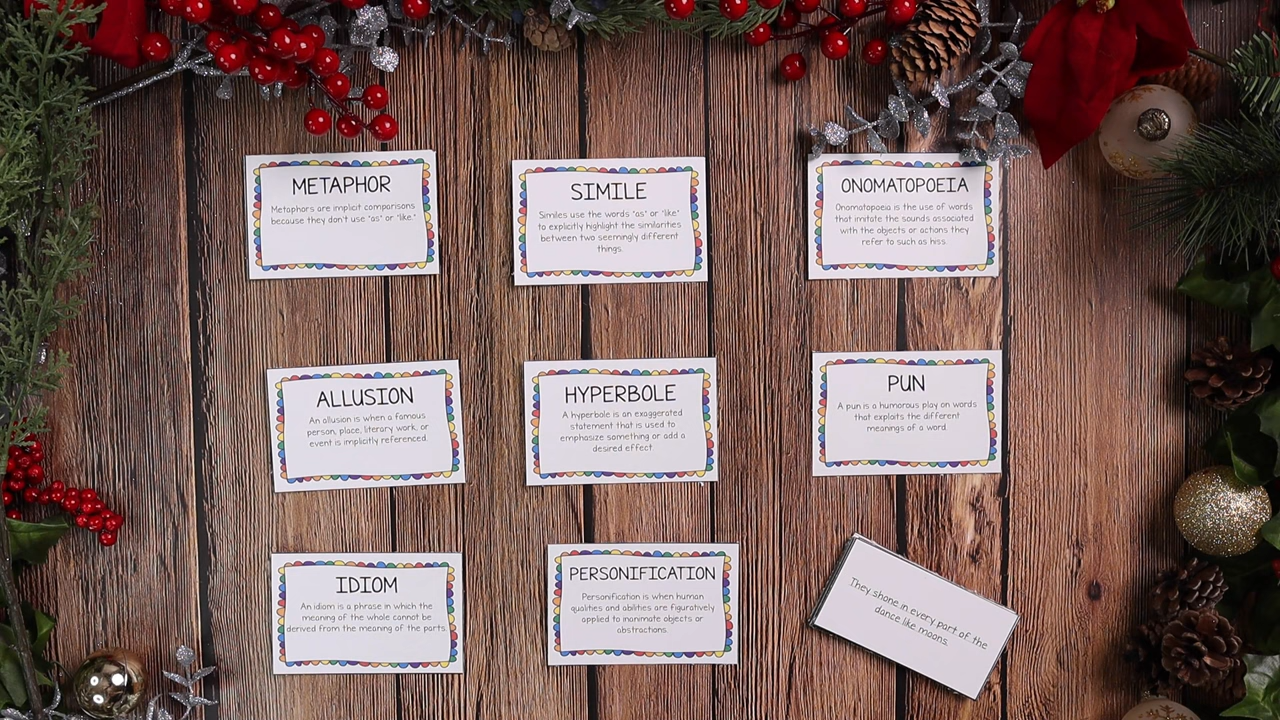 METAPHOR
Metaphors are implicit comparisons
because they don't use "as" or "like."
SIMILE
Similes use the words "as" or "like"
to explicitly highlight the similarities
between two seemingly different
things.
ONOMATOPOEIA
Onomatopoeia is the use of words
that imitate the sounds associated
with the objects or actions they
refer to such as hiss.
ALLUSION
An allusion is when a famous
person, place, literary work, or
event is implicitly referenced.
HYPERBOLE
A hyperbole is an exaggerated
statement that is used to
emphasize something or add a
desired effect.
PUN
A pun is a humorous play on words
that exploits the different
meanings of a word.
IDIOM
An idiom is a phrase in which the
meaning of the whole cannot be
derived from the meaning of the parts.
PERSONIFICATION
Personification is when human
qualities and abilities are figuratively
applied to inanimate objects or
abstractions.
They shone in every part of the
dance like moons.